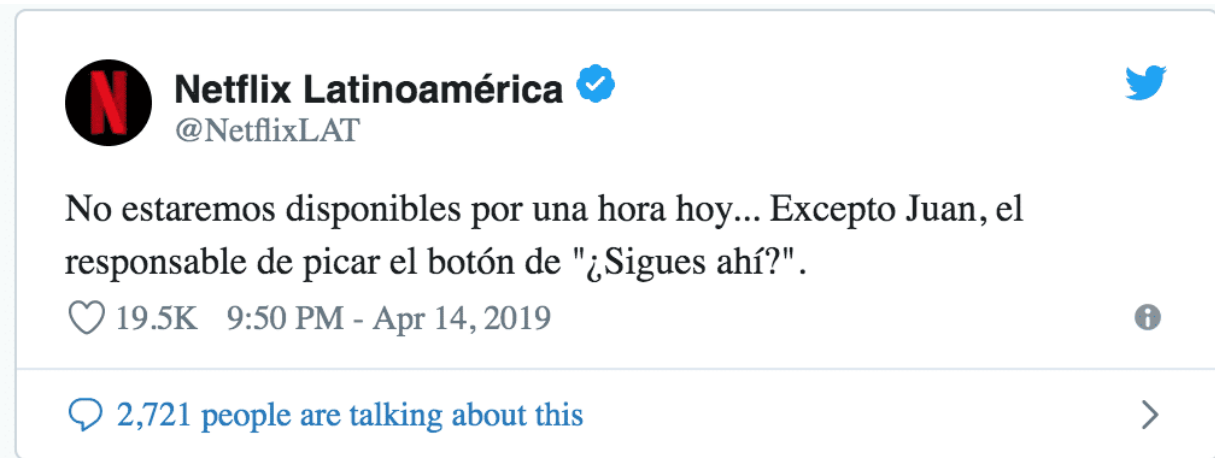 N
Netflix Latinoamérica
@NetflixLAT
No estaremos disponibles por una hora hoy... Excepto Juan, el
responsable de picar el botón de "¿Sigues ahí?".
19.5K 9:50 PM - Apr 14, 2019
2,721 people are talking about this